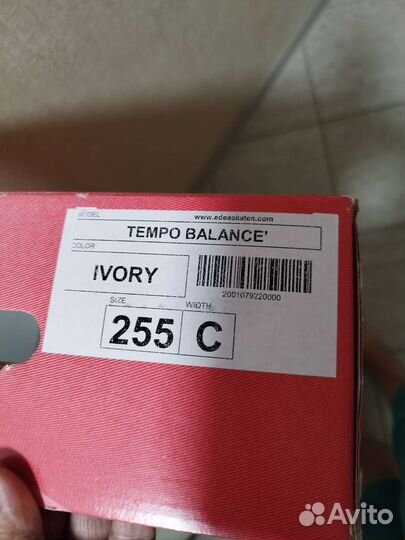 MODEL www.edeaskates.com
TEMPO BALANCE'
COLOR
IVORY
2001079220000
SIZE WIDTH
255 C
Avito